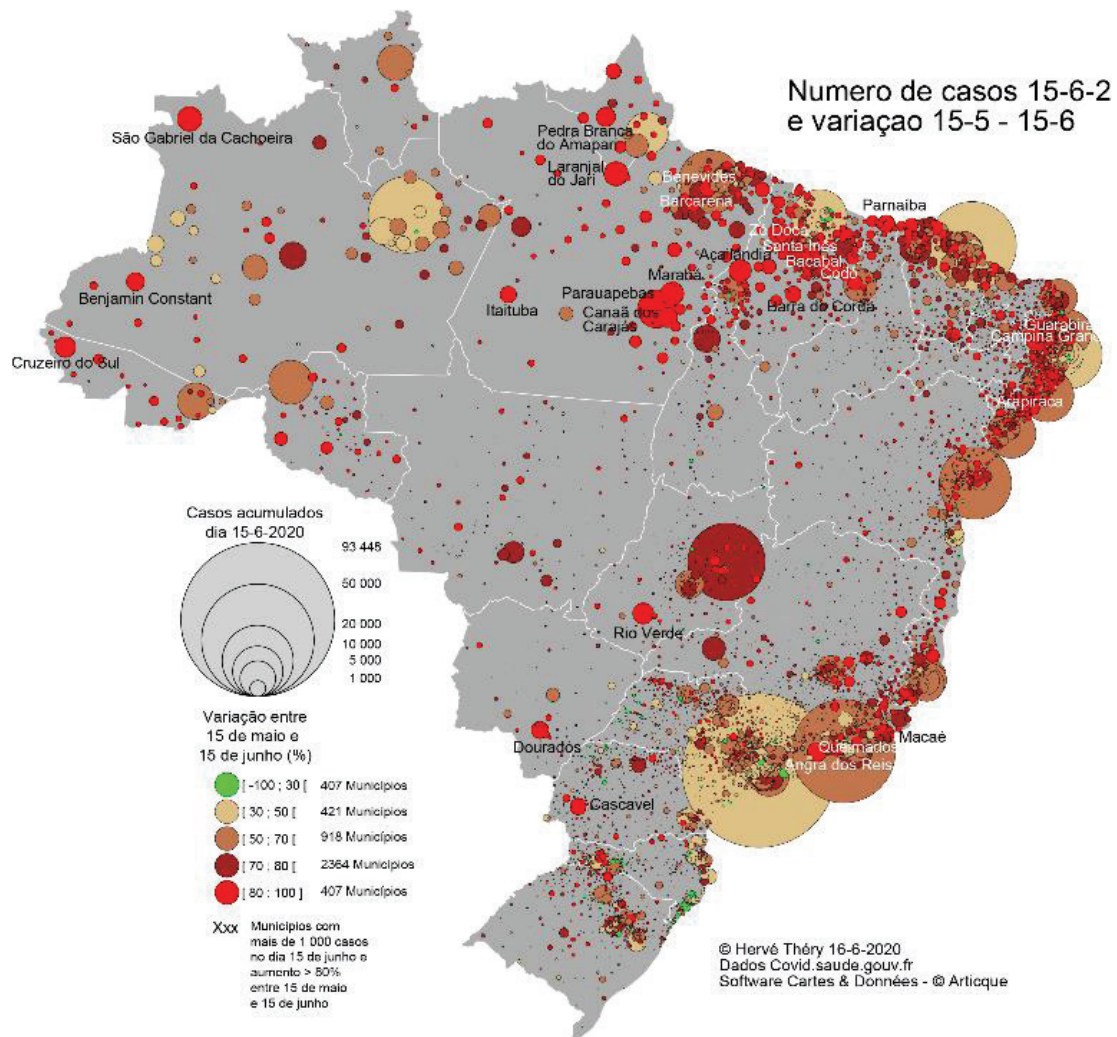 Numero de casos 15-6-2
e variaçao 15-5 - 15-6
São Gabriel da Cachoeira
Pedra Branca
do Amapari
Laranjal
do Jari
Benevides
Barcarena
Parnaiba
Zé Doca
Santa Inês
Açailandia
Bacabal
Codó
Marabá
Benjamin Constant
Itaituba
Parauapebas
Barra do Corda
Canaã dos
Carajás
Guarabira
Campina Gran
Cruzeiro do Sul
Arapiraca
Rio Verde
Dourados
Macaé
Queimados
Angra dos Reis
Cascavel
Casos acumulados
dia 15-6-2020
93 448
50 000
20 000
10 000
5 000
1 000
Variação entre
15 de maio e
15 de junho (%)
[ -100 ; 30 [ 407 Municípios
[ 30 ; 50 [ 421 Municípios
[ 50 ; 70 [ 918 Municípios
[ 70 ; 80 [ 2364 Municípios
[ 80 ; 100 ] 407 Municípios
Xxx Municípios com
mais de 1 000 casos
no dia 15 de junho e
aumento > 80%
entre 15 de maio
e 15 de junho
© Hervé Théry 16-6-2020
Dados Covid.saude.gouv.fr
Software Cartes & Données - © Articque